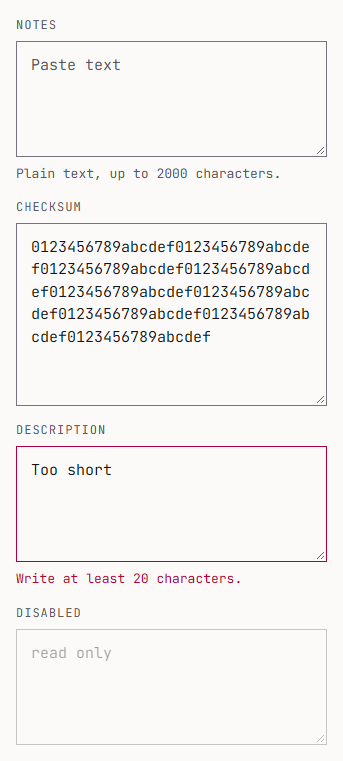 NOTES
Paste text
Plain text, up to 2000 characters.
CHECKSUM
0123456789abcdef0123456789abcde
f0123456789abcdef0123456789abcd
ef0123456789abcdef0123456789abc
def0123456789abcdef0123456789ab
cdef0123456789abcdef
DESCRIPTION
Too short
Write at least 20 characters.
DISABLED
read only